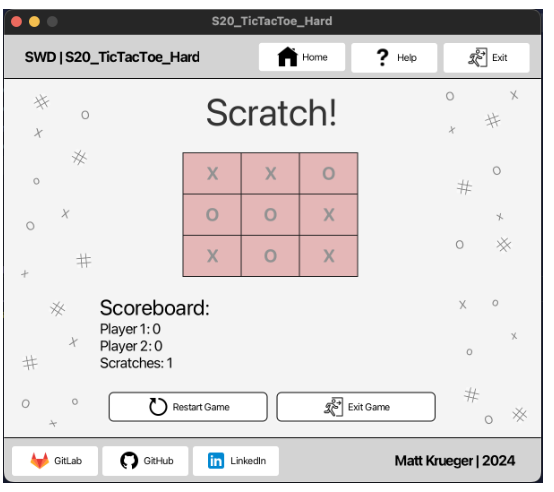 S20_TicTacToe_Hard
SWD | S20_TicTacToe_Hard Home ? Help Exit
Scratch!
X X O
O O X
X O X
Scoreboard:
Player 1: 0
Player 2: 0
Scratches: 1
Restart Game Exit Game
GitLab GitHub in LinkedIn Matt Krueger | 2024